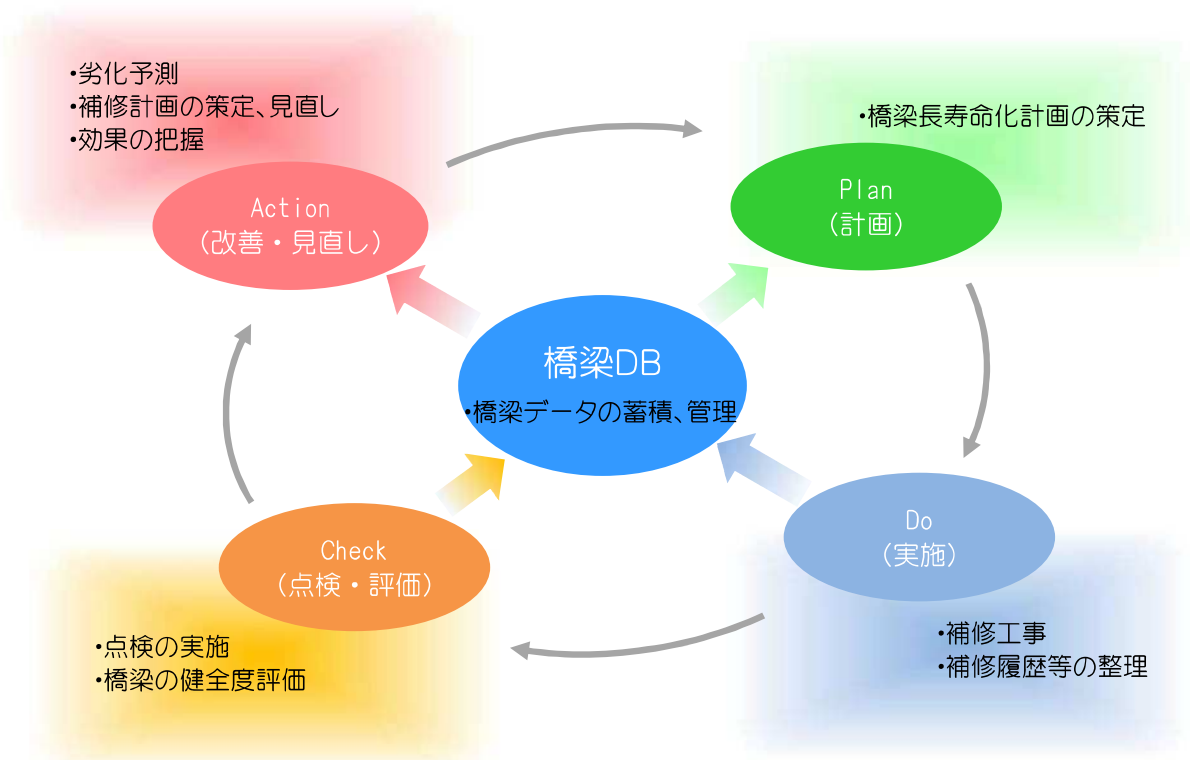 ・劣化予測
・補修計画の策定、見直し
・効果の把握
Action
(改善・見直し)
・橋梁長寿命化計画の策定
Plan
(計画)
橋梁DB
・橋梁データの蓄積、管理
Do
(実施)
・補修工事
・補修履歴等の整理
Check
(点検・評価)
・点検の実施
・橋梁の健全度評価